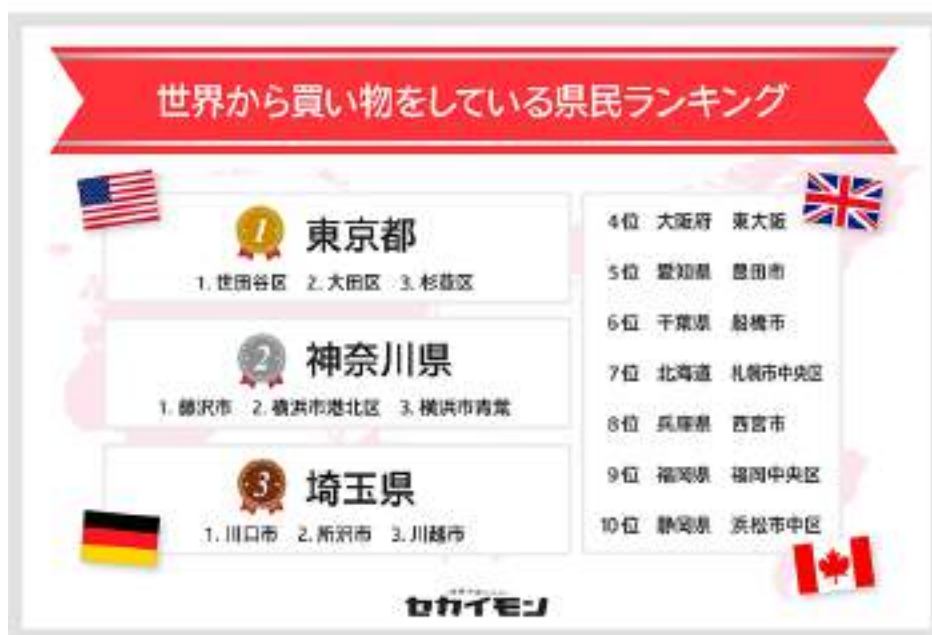 世界から買い物をしている県民ランキング
1
東京都
1. 世田谷区 2. 大田区 3. 杉並区
2
神奈川県
1. 藤沢市 2. 横浜市港北区 3. 横浜市青葉
3
埼玉県
1. 川口市 2. 所沢市 3. 川越市
4位 大阪府 東大阪
5位 愛知県 豊田市
6位 千葉県 船橋市
7位 北海道 札幌市中央区
8位 兵庫県 西宮市
9位 福岡県 福岡中央区
10位 静岡県 浜松市中区
セカイモン